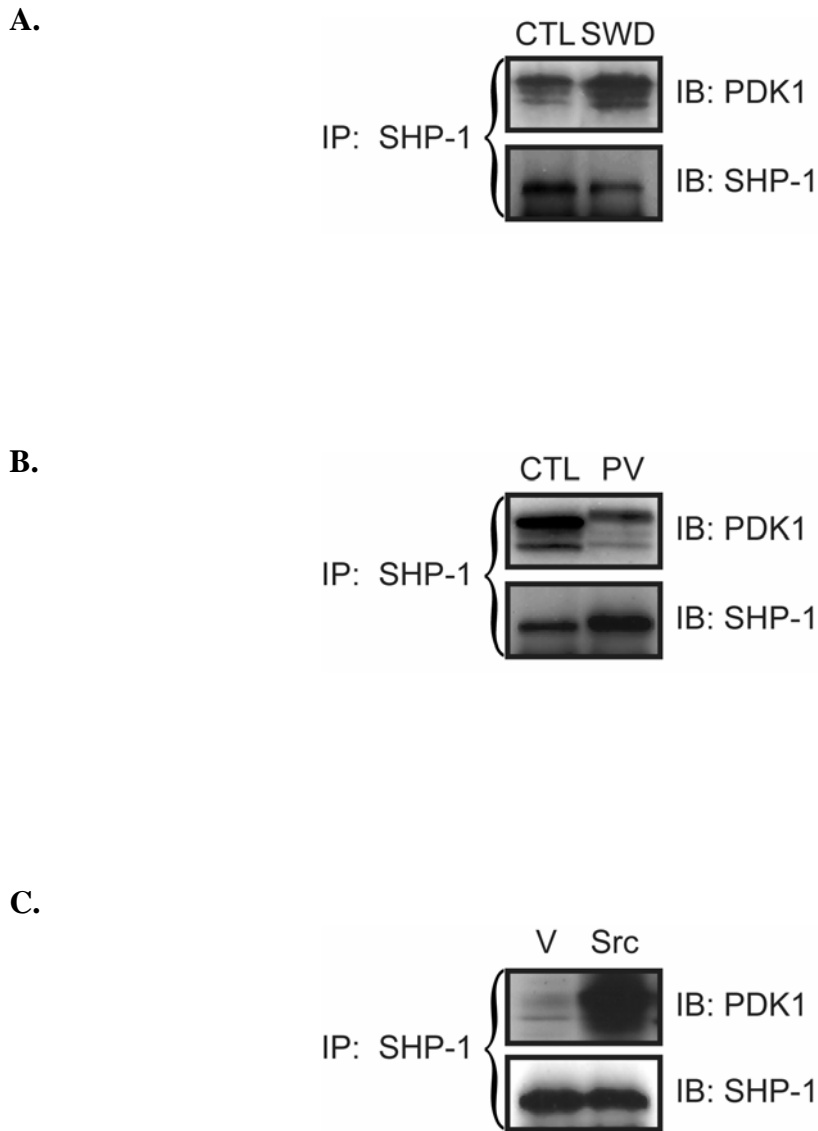 A.
CTL SWD
IB: PDK1
IP: SHP-1
IB: SHP-1
B.
CTL PV
IB: PDK1
IP: SHP-1
IB: SHP-1
C.
V Src
IB: PDK1
IP: SHP-1
IB: SHP-1